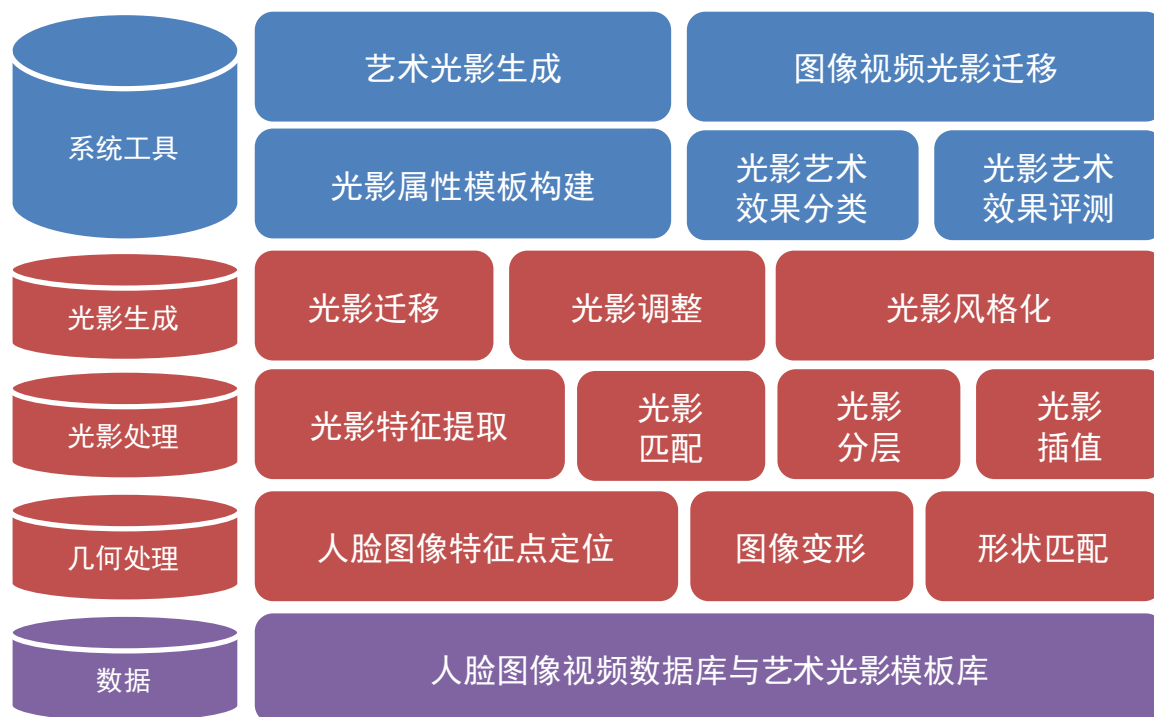 系统工具
艺术光影生成
图像视频光影迁移
光影属性模板构建
光影艺术
效果分类
光影艺术
效果评测
光影生成
光影迁移
光影调整
光影风格化
光影处理
光影特征提取
光影
匹配
光影
分层
光影
插值
几何处理
人脸图像特征点定位
图像变形
形状匹配
数据
人脸图像视频数据库与艺术光影模板库